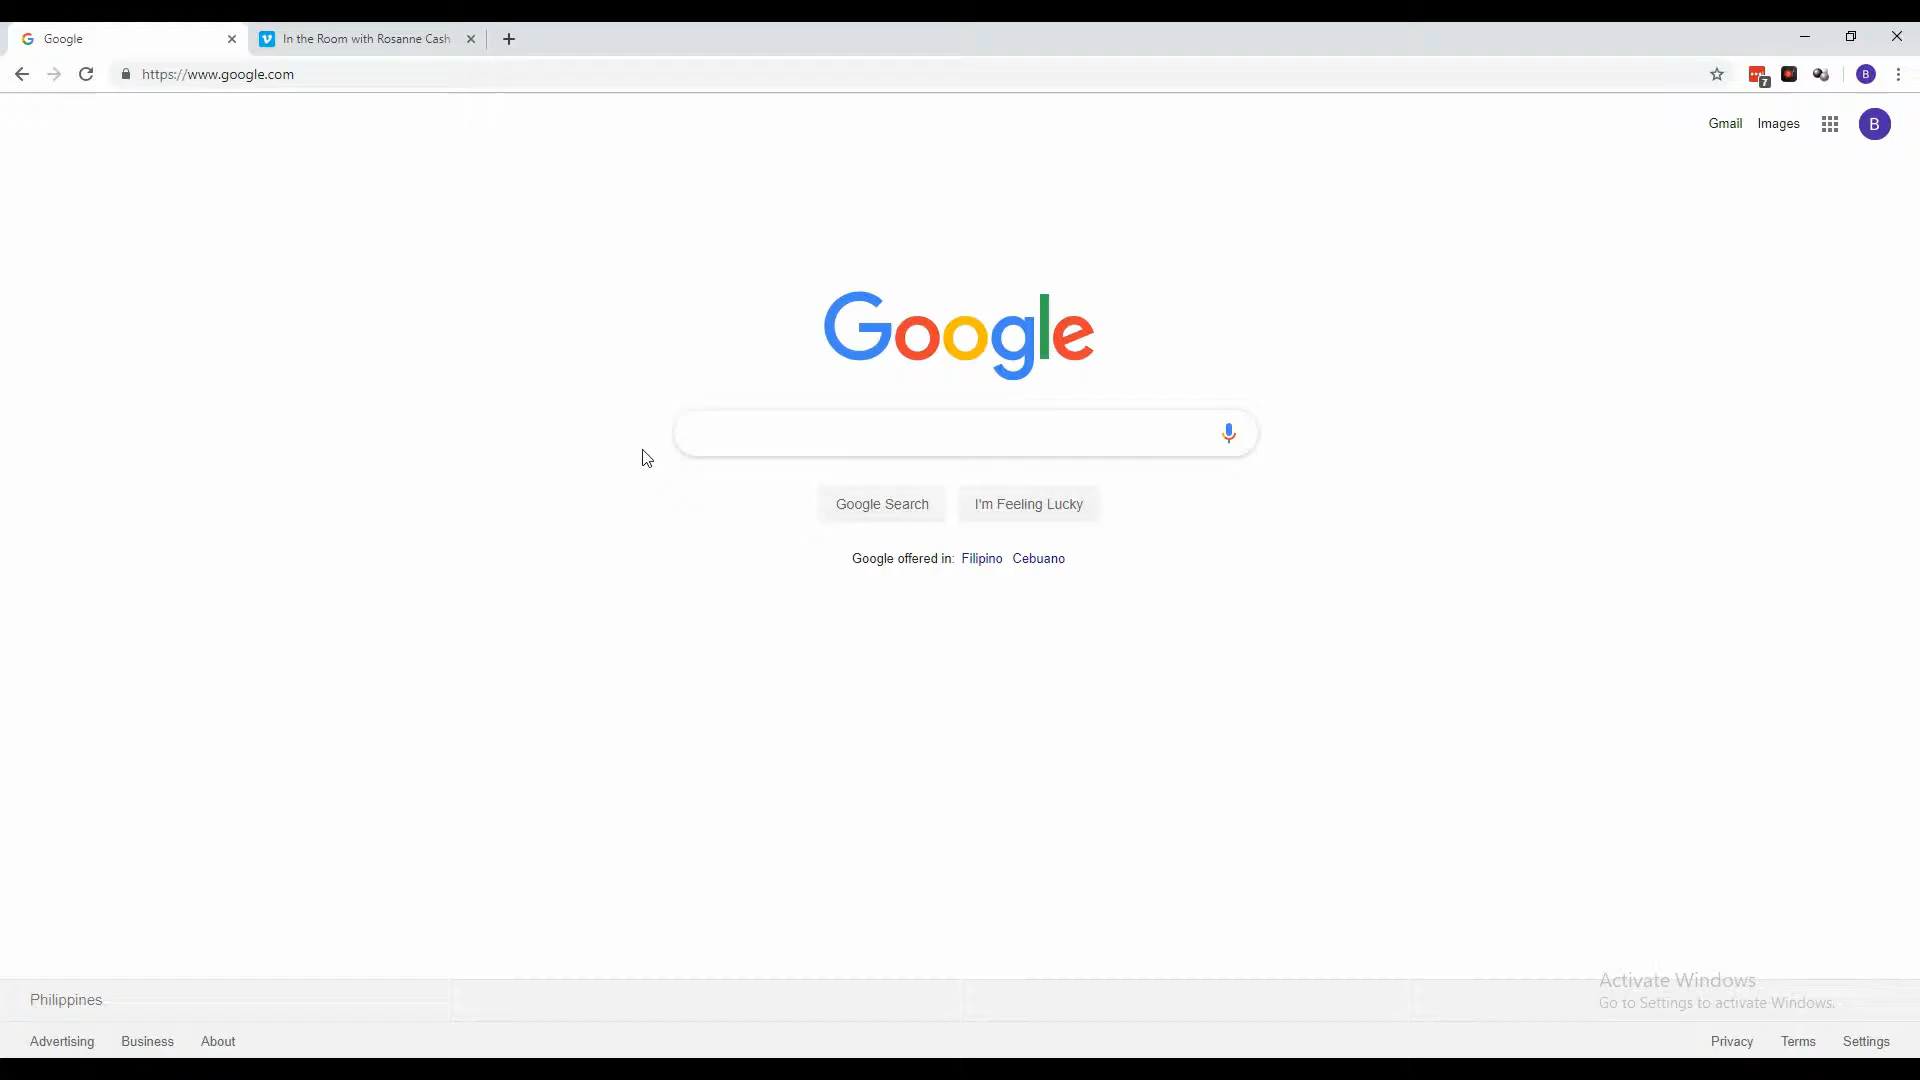 Google
In the Room with Rosanne Cash
https://www.google.com
7
B
Gmail
Images
B
Google
Google Search
I'm Feeling Lucky
Google offered in: Filipino Cebuano
Activate Windows
Go to Settings to activate Windows.
Philippines
Advertising
Business
About
Privacy
Terms
Settings